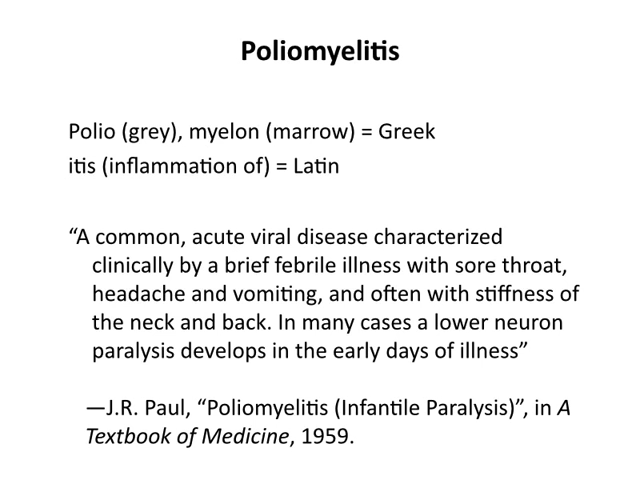 Poliomyelitis
Polio (grey), myelon (marrow) = Greek
itis (inflammation of) = Latin
“A common, acute viral disease characterized
clinically by a brief febrile illness with sore throat,
headache and vomiting, and often with stiffness of
the neck and back. In many cases a lower neuron
paralysis develops in the early days of illness”
—J.R. Paul, “Poliomyelitis (Infantile Paralysis)”, in A
Textbook of Medicine, 1959.